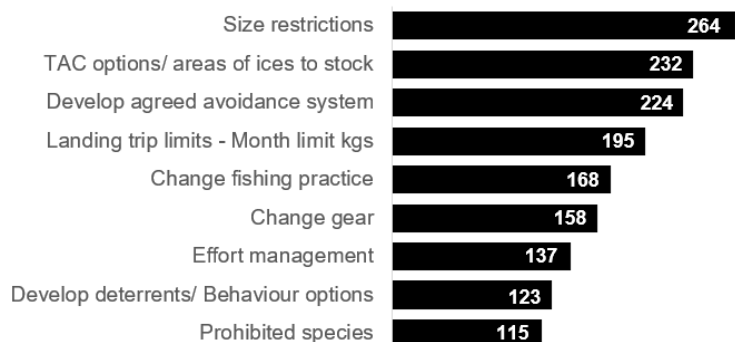 Size restrictions 264
TAC options/ areas of ices to stock 232
Develop agreed avoidance system 224
Landing trip limits - Month limit kgs 195
Change fishing practice 168
Change gear 158
Effort management 137
Develop deterrents/ Behaviour options 123
Prohibited species 115